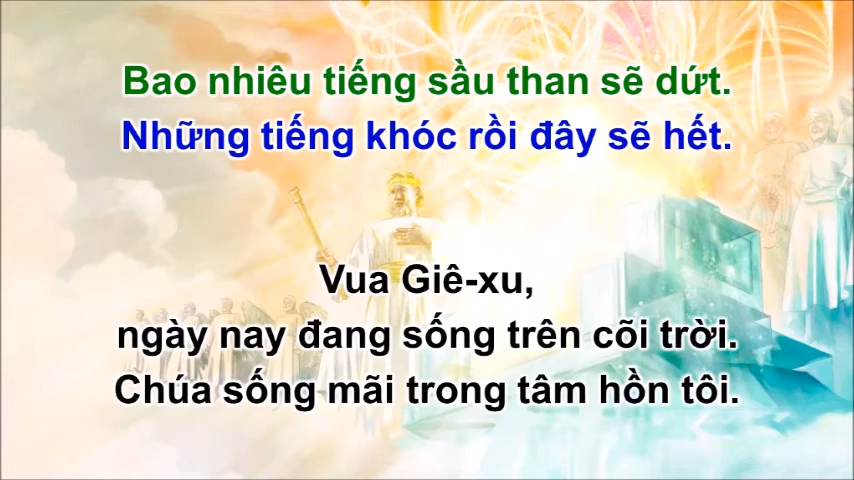 Bao nhiêu tiếng sầu than sẽ dứt.
Những tiếng khóc rồi đây sẽ hết.
Vua Giê-xu,
ngày nay đang sống trên cõi trời.
Chúa sống mãi trong tâm hồn tôi.